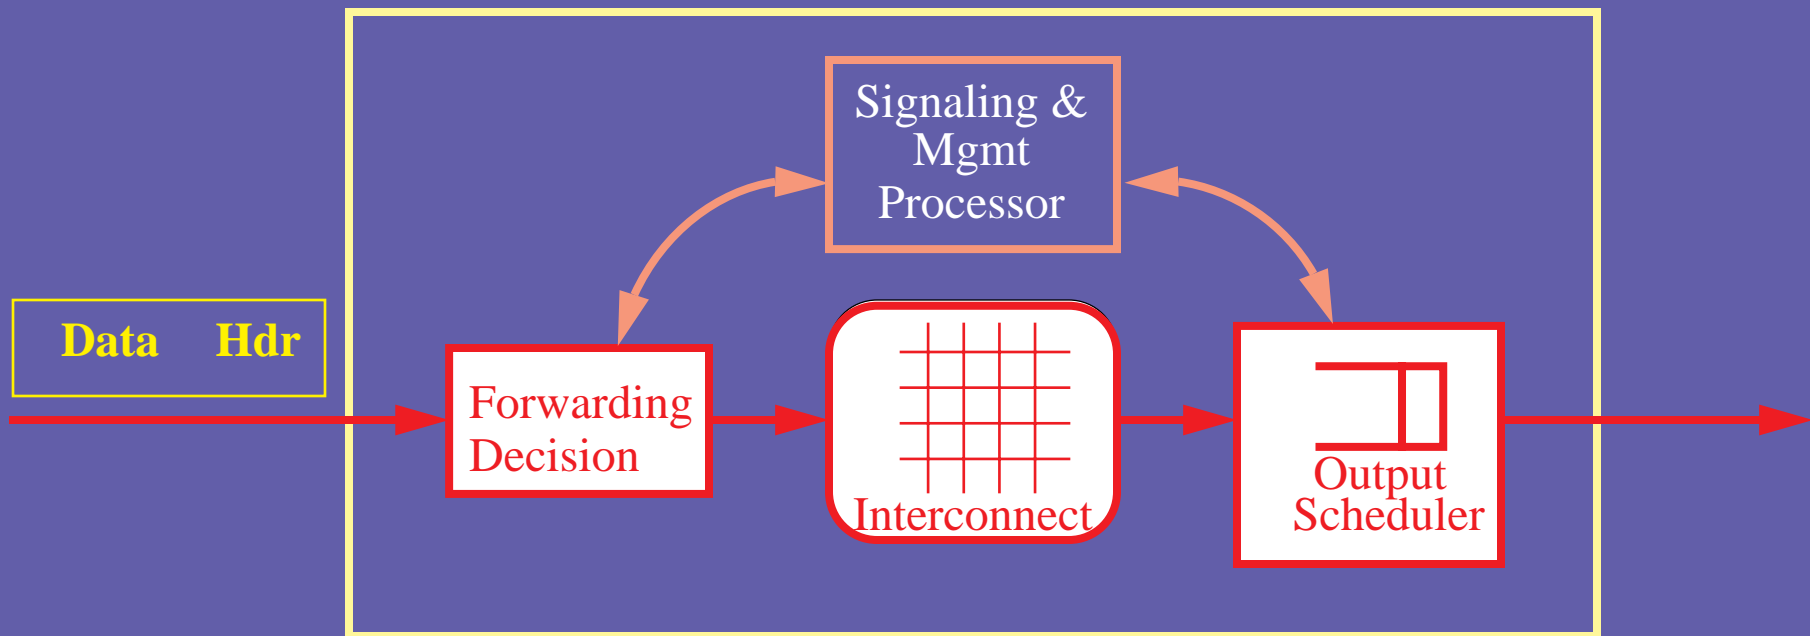 Signaling &
Mgmt
Processor
Data Hdr
Forwarding
Decision
Interconnect
Output
Scheduler